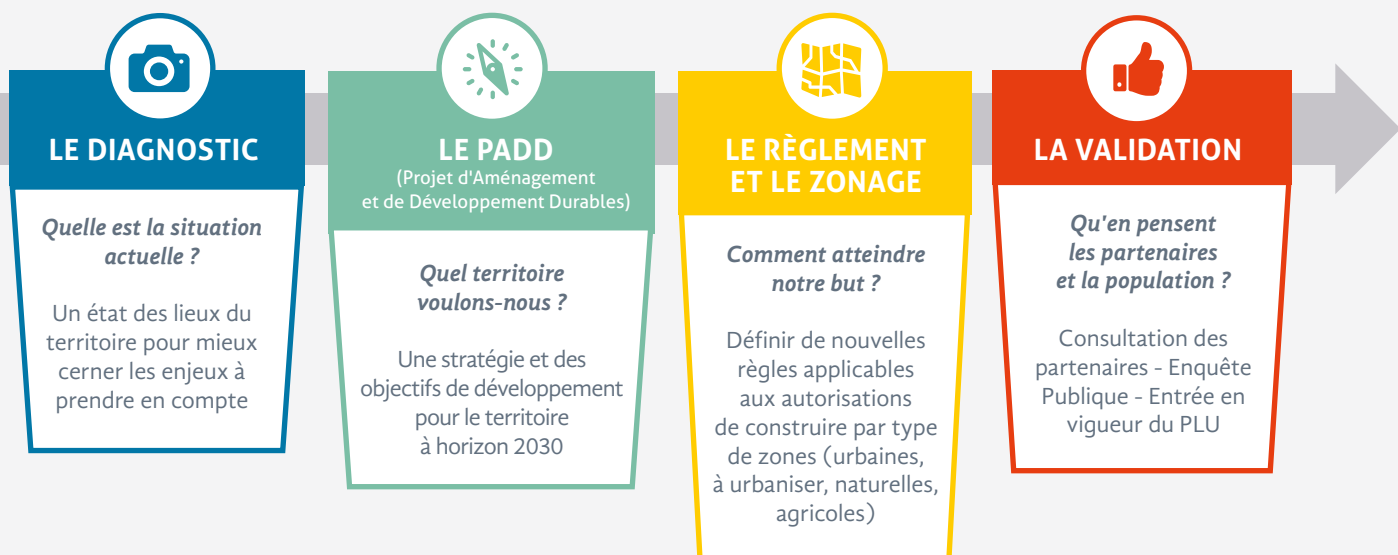 LE DIAGNOSTIC
Quelle est la situation
actuelle ?
Un état des lieux du
territoire pour mieux
cerner les enjeux à
prendre en compte
LE PADD
(Projet d'Aménagement
et de Développement Durables)
Quel territoire
voulons-nous ?
Une stratégie et des
objectifs de développement
pour le territoire
à horizon 2030
LE RÈGLEMENT
ET LE ZONAGE
Comment atteindre
notre but ?
Définir de nouvelles
règles applicables
aux autorisations
de construire par type
de zones (urbaines,
à urbaniser, naturelles,
agricoles)
LA VALIDATION
Qu'en pensent
les partenaires
et la population ?
Consultation des
partenaires - Enquête
Publique - Entrée en
vigueur du PLU